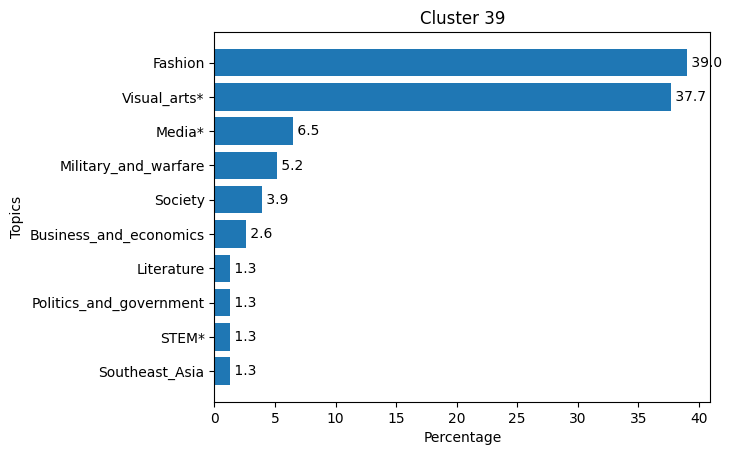 Cluster 39
Topics
Fashion 39.0
Visual_arts* 37.7
Media* 6.5
Military_and_warfare 5.2
Society 3.9
Business_and_economics 2.6
Literature 1.3
Politics_and_government 1.3
STEM* 1.3
Southeast_Asia 1.3
0 5 10 15 20 25 30 35 40
Percentage